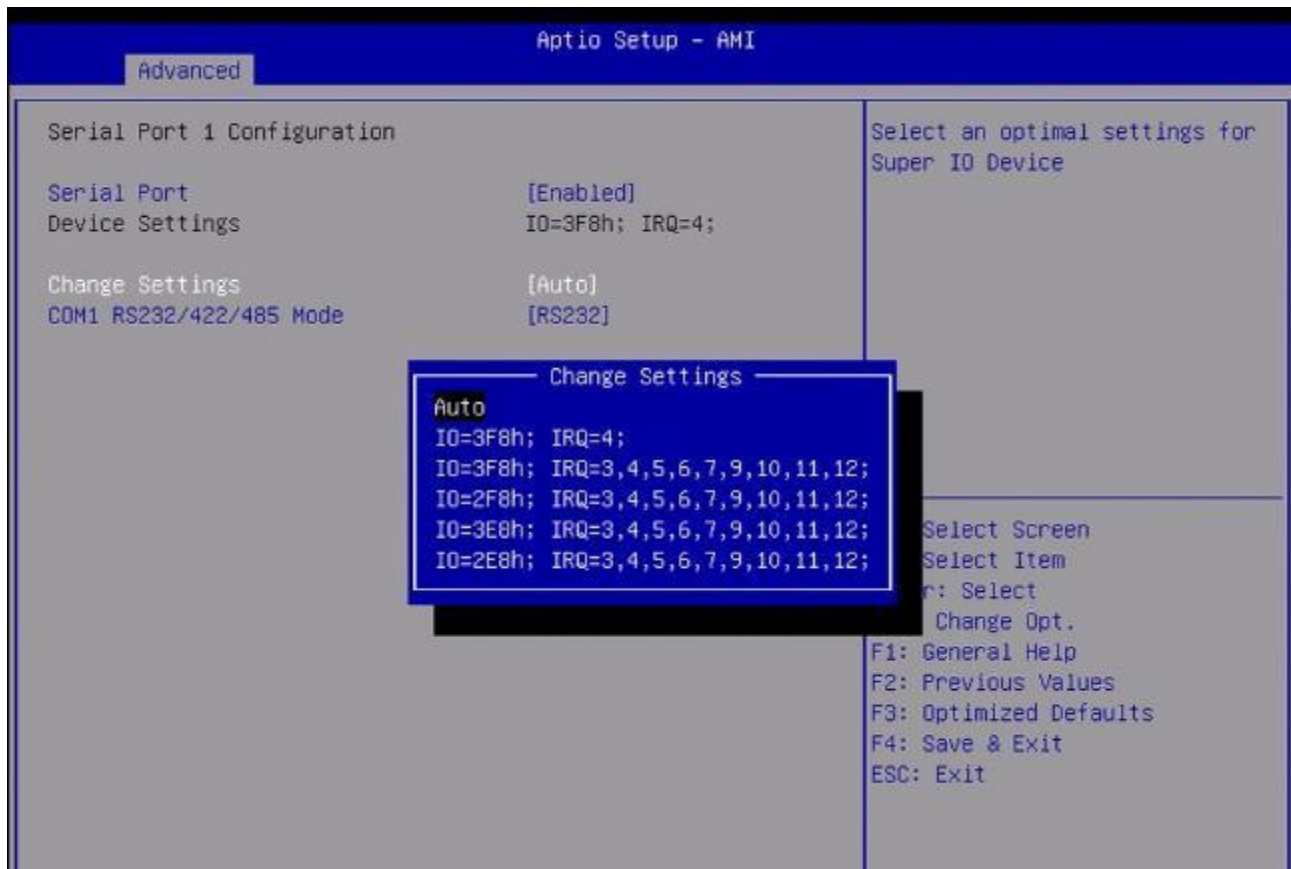 Aptio Setup – AMI
Advanced
Serial Port 1 Configuration
Serial Port [Enabled]
Device Settings IO=3F8h; IRQ=4;
Change Settings [Auto]
COM1 RS232/422/485 Mode [RS232]
Select an optimal settings for
Super IO Device
Change Settings
Auto
IO=3F8h; IRQ=4;
IO=3F8h; IRQ=3,4,5,6,7,9,10,11,12;
IO=2F8h; IRQ=3,4,5,6,7,9,10,11,12;
IO=3E8h; IRQ=3,4,5,6,7,9,10,11,12;
IO=2E8h; IRQ=3,4,5,6,7,9,10,11,12;
Select Screen
Select Item
r: Select
Change Opt.
F1: General Help
F2: Previous Values
F3: Optimized Defaults
F4: Save & Exit
ESC: Exit